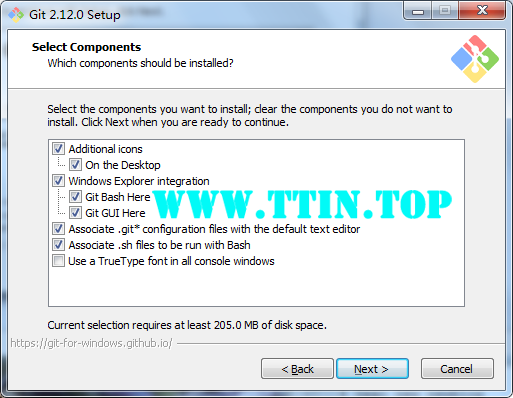 Git 2.12.0 Setup
Select Components
Which components should be installed?
Select the components you want to install; clear the components you do not want to
install. Click Next when you are ready to continue.
Additional icons
On the Desktop
Windows Explorer integration
Git Bash Here
Git GUI Here
WWW.TTIN.TOP
Associate .git* configuration files with the default text editor
Associate .sh files to be run with Bash
Use a TrueType font in all console windows
Current selection requires at least 205.0 MB of disk space.
https://git-for-windows.github.io/
< Back
Next >
Cancel